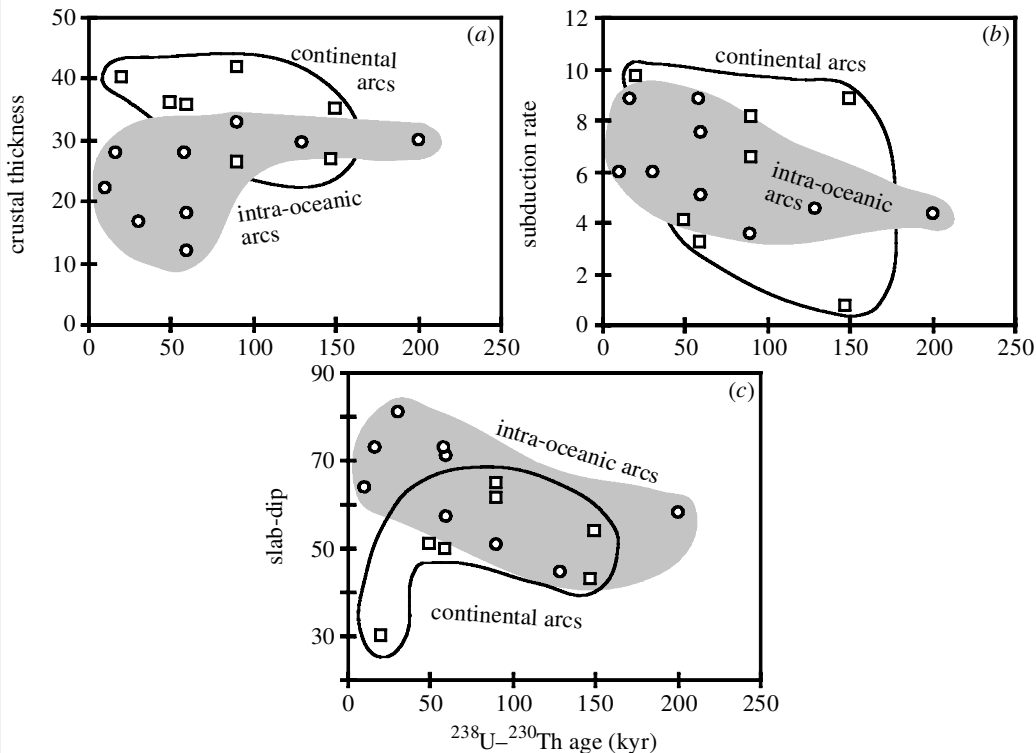 50
40
30
20
10
0
crustal thickness
(a)
continental
arcs
intra-oceanic
arcs
0 50 100 150 200 250
12
10
8
6
4
2
0
subduction rate
(b)
continental arcs
intra-oceanic
arcs
0 50 100 150 200 250
90
70
50
30
slab-dip
(c)
intra-oceanic arcs
continental arcs
0 50 100 150 200 250
²³⁸U–²³⁰Th age (kyr)